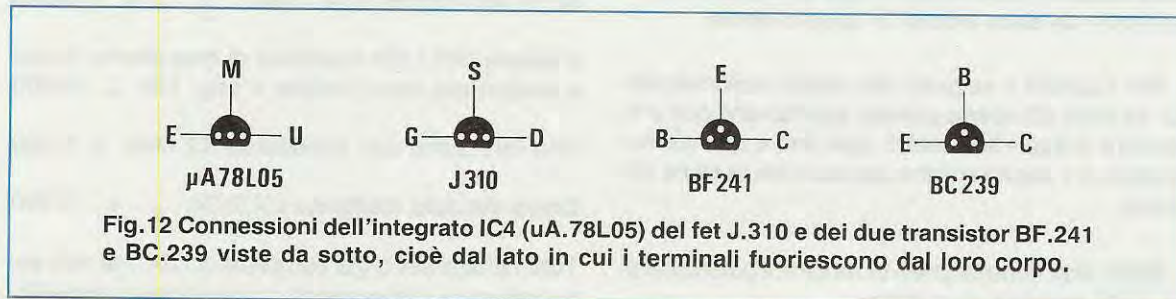 M
S
E
B
E U
G D
B C
E C
µA78L05
J310
BF241
BC239
Fig.12 Connessioni dell'integrato IC4 (uA.78L05) del fet J.310 e dei due transistor BF.241
e BC.239 viste da sotto, cioè dal lato in cui i terminali fuoriescono dal loro corpo.